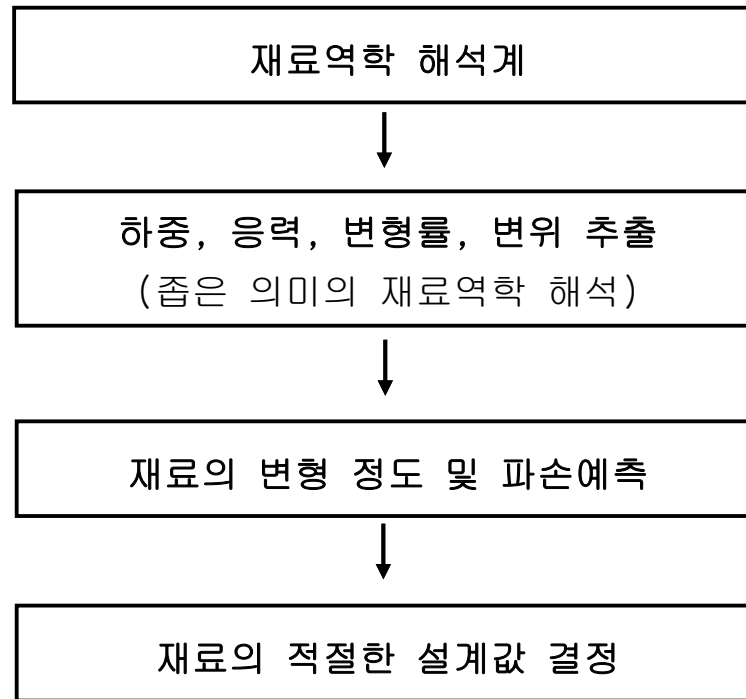 재료역학 해석계
하중, 응력, 변형률, 변위 추출
(좁은 의미의 재료역학 해석)
재료의 변형 정도 및 파손예측
재료의 적절한 설계값 결정